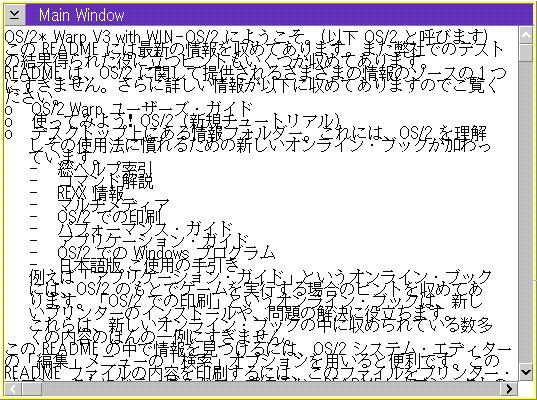 Main Window
OS/2* Warp V3 with WIN-OS/2 にようこそ。(以下 OS/2 と呼びます)
この README には最新の情報を収めてあります。また弊社でのテスト
の結果得られた役に立つヒントもいくつか収めてあります。
README は、OS/2 に関して提供されるさまざまの情報のソースの 1 つ
にすぎません。さらに詳しい情報が以下に収めてありますのでご覧く
ださい。
o OS/2 Warp ユーザーズ・ガイド
o 使ってみよう! OS/2 (新規チュートリアル)
o デスクトップ上にある情報フォルダー。これには、OS/2 を理解
しその使用法に慣れるための新しいオンライン・ブックが加わっ
ています。
- 総ヘルプ索引
- コマンド解説
- REXX 情報
- マルチメディア
- OS/2 での印刷
- パフォーマンス・ガイド
- アプリケーション・ガイド
- OS/2 での Windows プログラム
- 日本語版 ご使用の手引き
例えば「アプリケーション・ガイド」というオンライン・ブック
には、OS/2 のもとでゲームを実行する場合のヒントを収めてあ
ります。「OS/2 での印刷」というオンライン・ブックは、新し
いプリンターのインストールや、問題の解決に役立ちます。
これらは、新しいオンライン・ブックの中に収められている数多
くの内容のほんの一例にすぎません。
この README の中で情報を見つけるには、OS/2 システム・エディター
の「編集」メニューの「検索」オプションを用いると便利です。この
README ファイルの内容を印刷するには、このファイルをプリンター・